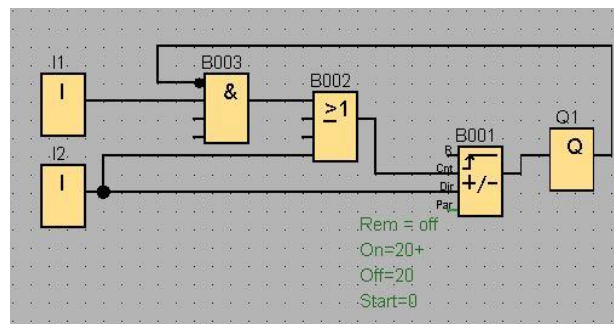 I1
I
B003
&
B002
≥1
I2
I
B001
R
Cnt
Dir
Par
+/-
Q1
Q
Rem = off
On=20+
Off=20
Start=0